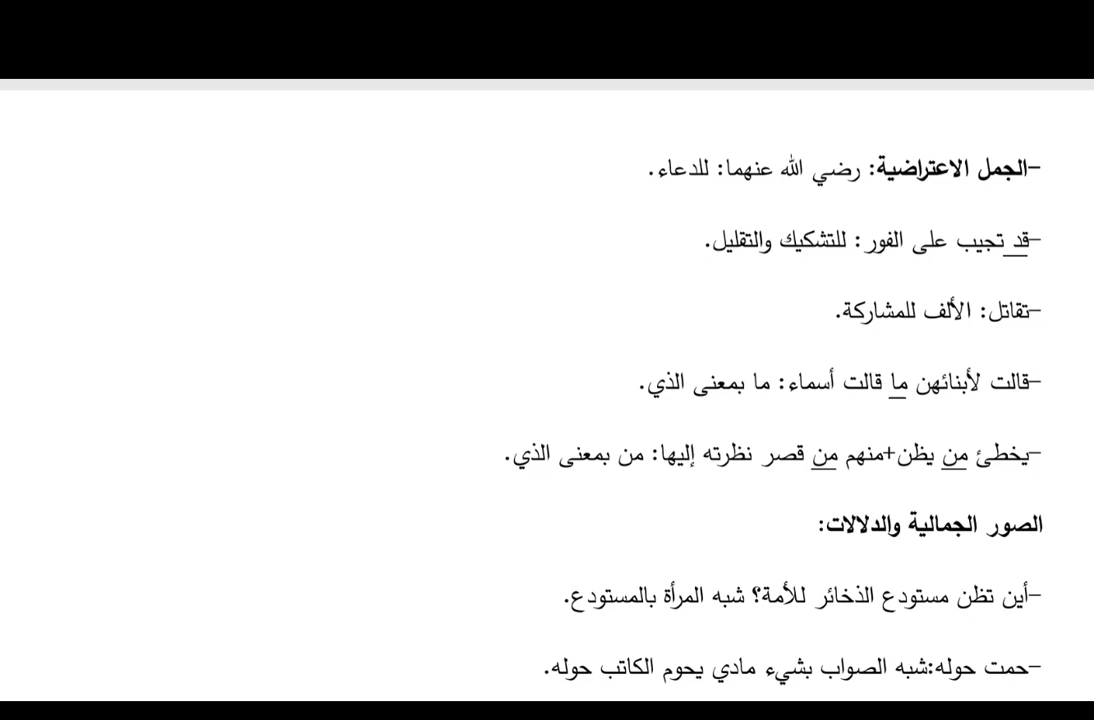 -الجمل الاعتراضية: رضي الله عنهما: للدعاء.
-قد تجيب على الفور: للتشكيك والتقليل.
-تقاتل: الألف للمشاركة.
-قالت لأبنائهن ما قالت أسماء: ما بمعنى الذي.
-يخطئ من يظن+منهم من قصر نظرته إليها: من بمعنى الذي.
الصور الجمالية والدلالات:
-أين تظن مستودع الذخائر للأمة؟ شبه المرأة بالمستودع.
-حمت حوله:شبه الصواب بشيء مادي يحوم الكاتب حوله.